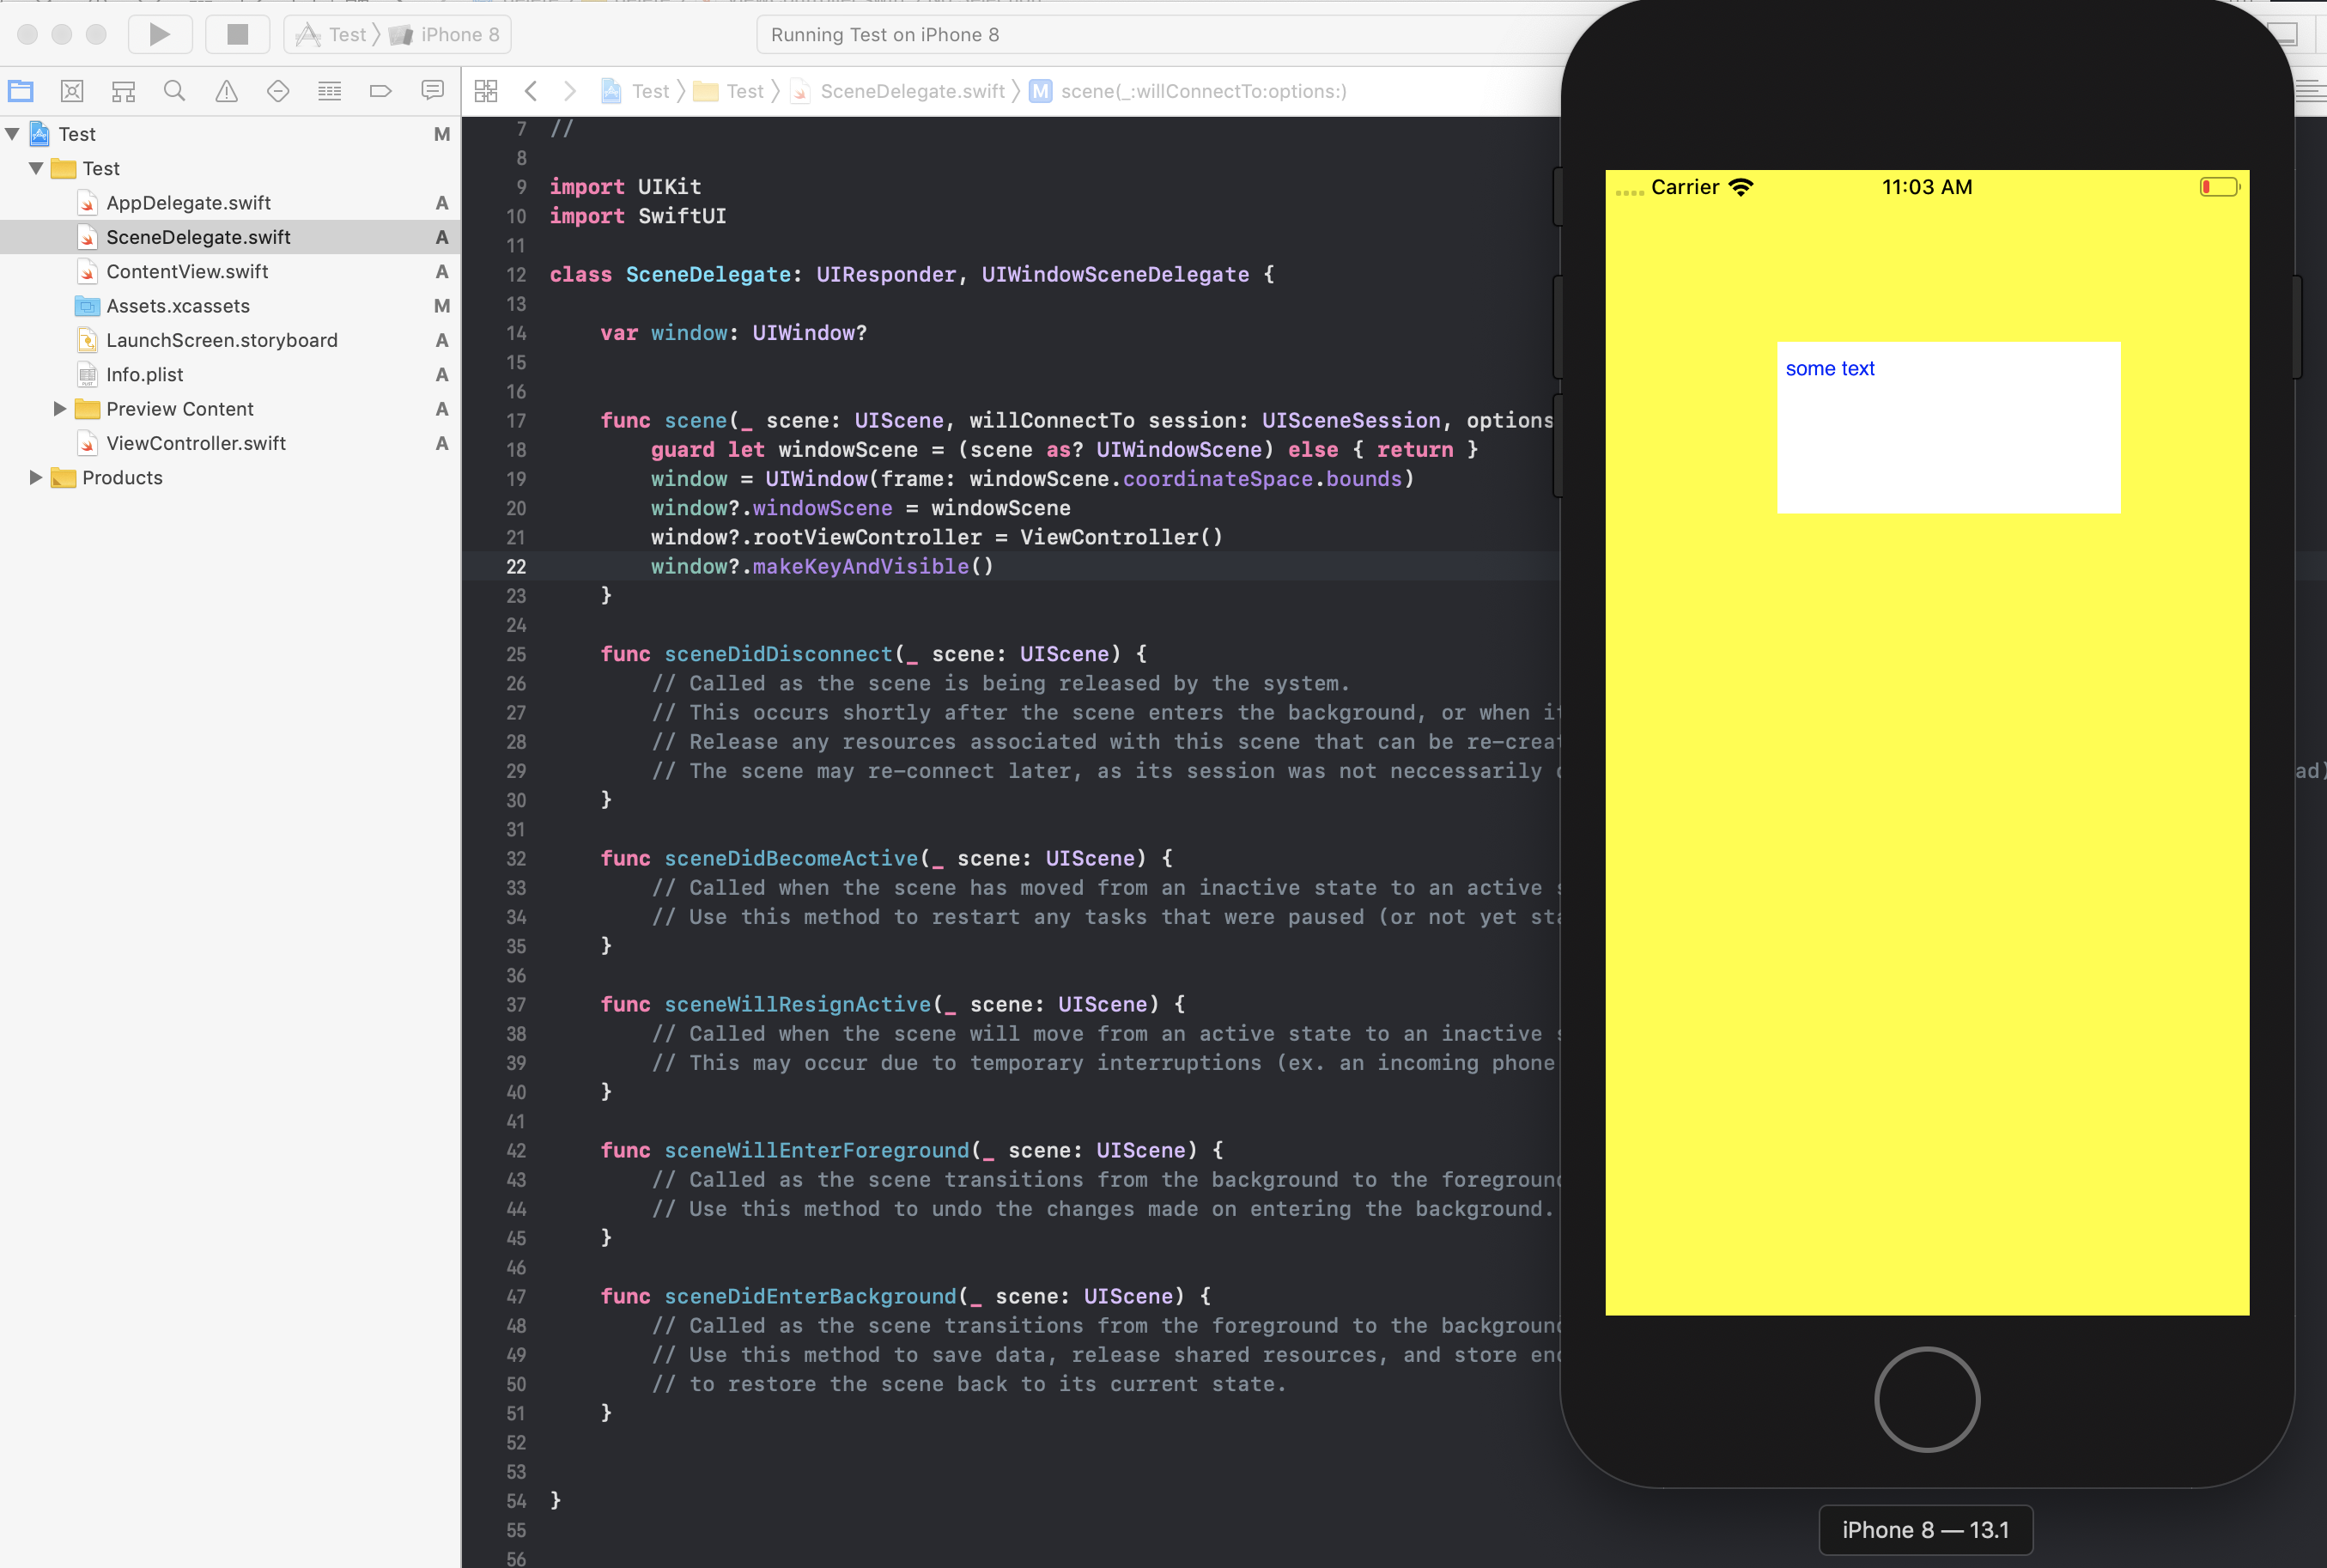 Test 〉 iPhone 8
Running Test on iPhone 8
Test 〉 Test 〉 SceneDelegate.swift 〉 M scene(_:willConnectTo:options:)
Test M
Test
AppDelegate.swift A
SceneDelegate.swift A
ContentView.swift A
Assets.xcassets M
LaunchScreen.storyboard A
Info.plist A
Preview Content A
ViewController.swift A
Products
7 //
8
9 import UIKit
10 import SwiftUI
11
12 class SceneDelegate: UIResponder, UIWindowSceneDelegate {
13
14     var window: UIWindow?
15
16
17     func scene(_ scene: UIScene, willConnectTo session: UISceneSession, options
18         guard let windowScene = (scene as? UIWindowScene) else { return }
19         window = UIWindow(frame: windowScene.coordinateSpace.bounds)
20         window?.windowScene = windowScene
21         window?.rootViewController = ViewController()
22         window?.makeKeyAndVisible()
23     }
24
25     func sceneDidDisconnect(_ scene: UIScene) {
26         // Called as the scene is being released by the system.
27         // This occurs shortly after the scene enters the background, or when
28         // Release any resources associated with this scene that can be
29         // The scene may re-connect later, as its session was not neccessarily ad)
30     }
31
32     func sceneDidBecomeActive(_ scene: UIScene) {
33         // Called when the scene has moved from an inactive state to an active
34         // Use this method to restart any tasks that were paused (or not yet
35     }
36
37     func sceneWillResignActive(_ scene: UIScene) {
38         // Called when the scene will move from an active state to an inactive
39         // This may occur due to temporary interruptions (ex. an incoming phone
40     }
41
42     func sceneWillEnterForeground(_ scene: UIScene) {
43         // Called as the scene transitions from the background to the
44         // Use this method to undo the changes made on entering the background.
45     }
46
47     func sceneDidEnterBackground(_ scene: UIScene) {
48         // Called as the scene transitions from the foreground to the
49         // Use this method to save data, release shared resources, and store
50         // to restore the scene back to its current state.
51     }
52
53
54 }
55
56
Carrier 11:03 AM
some text
iPhone 8 — 13.1